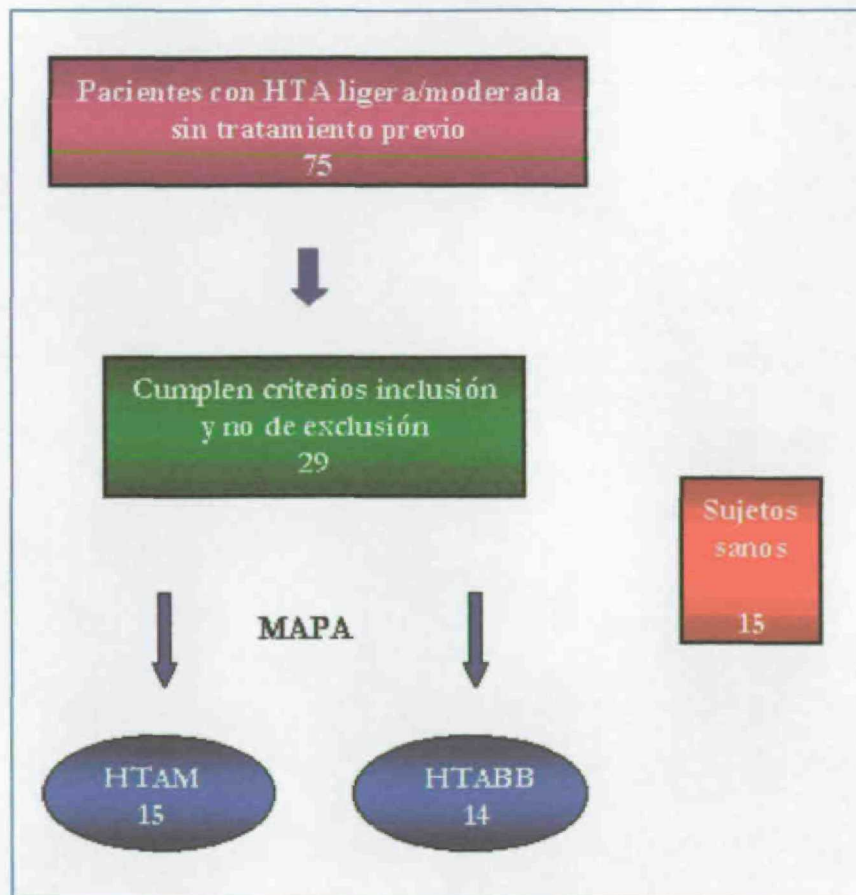 Pacientes con HTA ligera/moderada
sin tratamiento previo
75
Cumplen criterios inclusión
y no de exclusión
29
Sujetos
sanos
15
MAPA
HTAM
15
HTABB
14